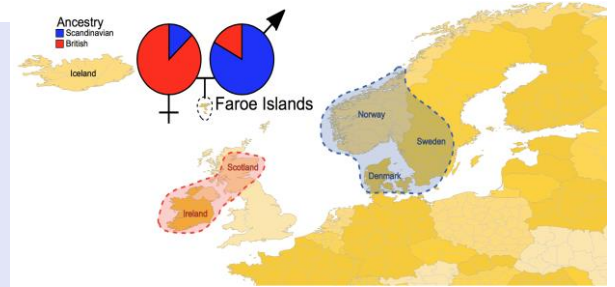 Ancestry
Scandinavian
British
Iceland
Faroe Islands
Norway
Sweden
Scotland
Denmark
Ireland